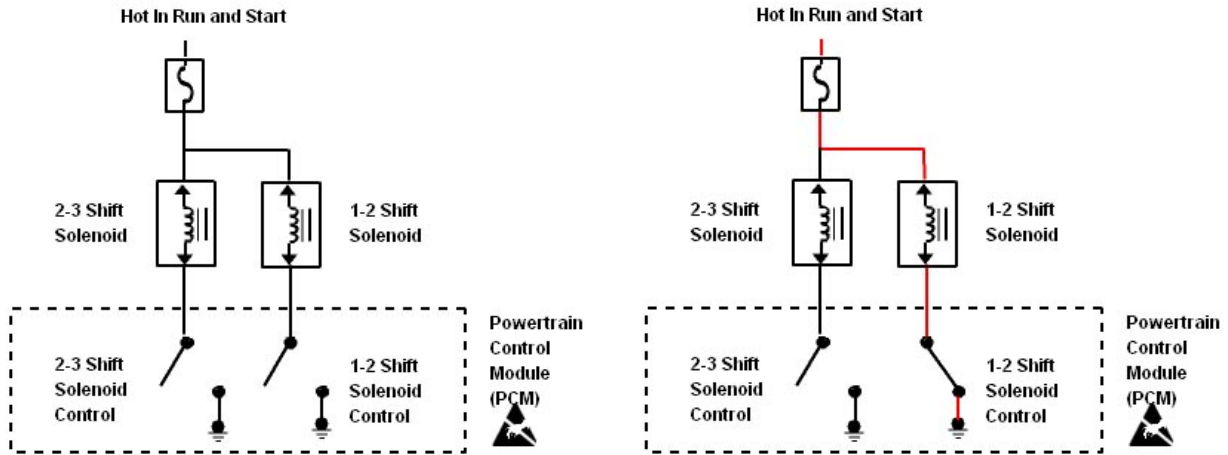 Hot In Run and Start
2-3 Shift
Solenoid
1-2 Shift
Solenoid
2-3 Shift
Solenoid
Control
1-2 Shift
Solenoid
Control
Powertrain
Control
Module
(PCM)
Hot In Run and Start
2-3 Shift
Solenoid
1-2 Shift
Solenoid
2-3 Shift
Solenoid
Control
1-2 Shift
Solenoid
Control
Powertrain
Control
Module
(PCM)